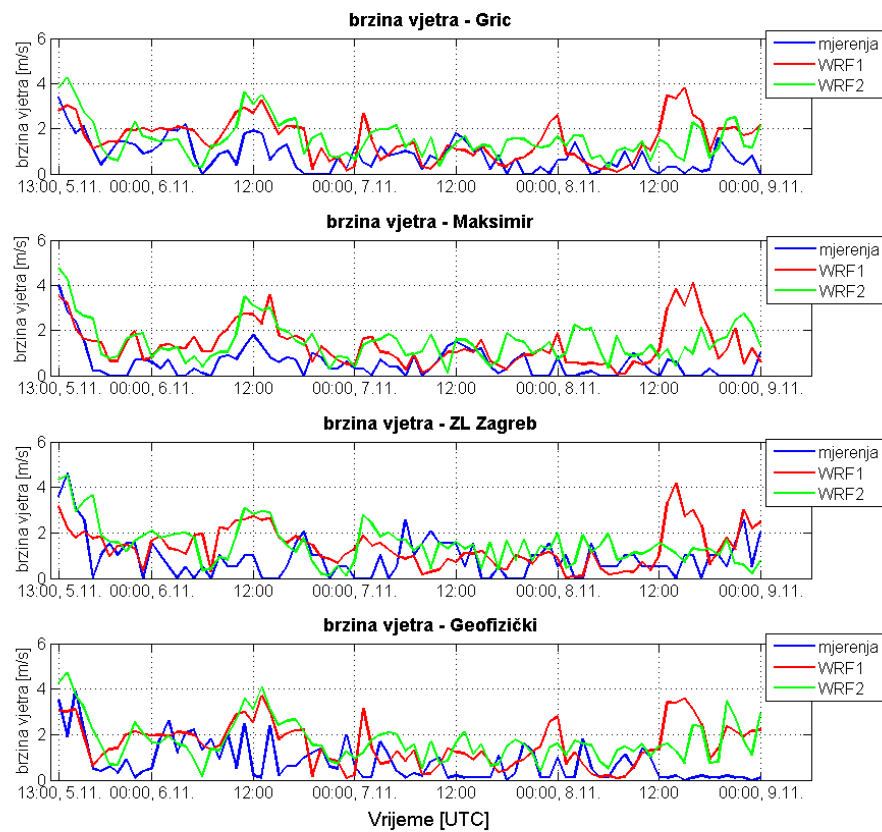 brzina vjetra - Gric
brzina vjetra [m/s]
6
4
2
0
mjerenja
WRF1
WRF2
13:00, 5.11. 00:00, 6.11. 12:00 00:00, 7.11. 12:00 00:00, 8.11. 12:00 00:00, 9.11.
brzina vjetra - Maksimir
brzina vjetra [m/s]
6
4
2
0
mjerenja
WRF1
WRF2
13:00, 5.11. 00:00, 6.11. 12:00 00:00, 7.11. 12:00 00:00, 8.11. 12:00 00:00, 9.11.
brzina vjetra - ZL Zagreb
brzina vjetra [m/s]
6
4
2
0
mjerenja
WRF1
WRF2
13:00, 5.11. 00:00, 6.11. 12:00 00:00, 7.11. 12:00 00:00, 8.11. 12:00 00:00, 9.11.
brzina vjetra - Geofizički
brzina vjetra [m/s]
6
4
2
0
mjerenja
WRF1
WRF2
13:00, 5.11. 00:00, 6.11. 12:00 00:00, 7.11. 12:00 00:00, 8.11. 12:00 00:00, 9.11.
Vrijeme [UTC]